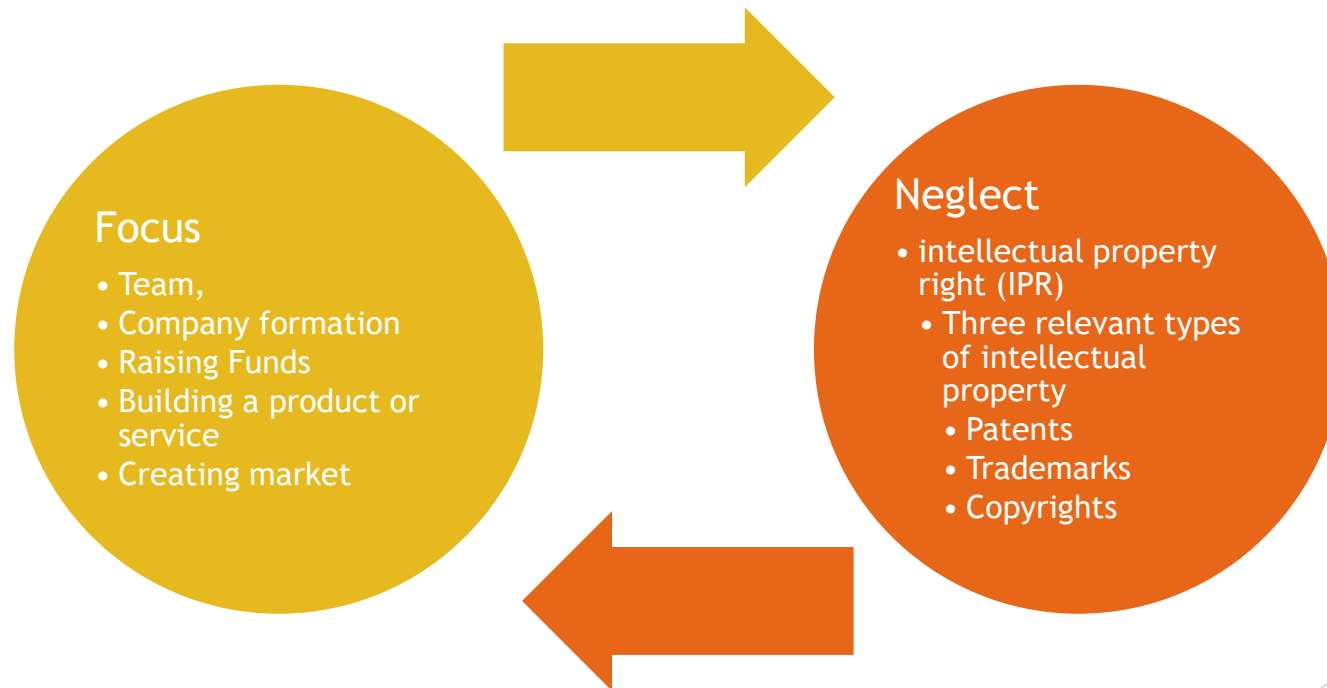 Focus
• Team,
• Company formation
• Raising Funds
• Building a product or
service
• Creating market
Neglect
• intellectual property
right (IPR)
• Three relevant types
of intellectual
property
• Patents
• Trademarks
• Copyrights